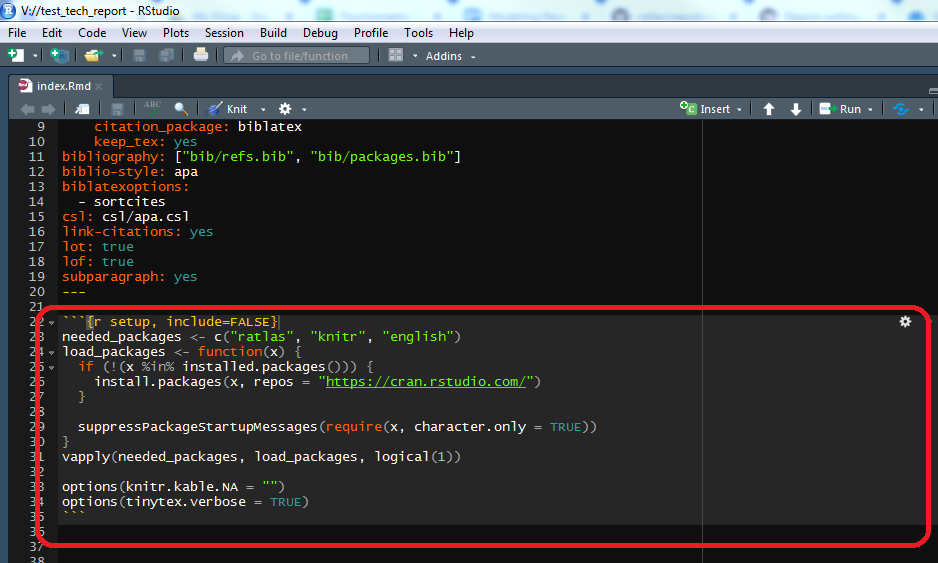 V://test_tech_report - RStudio
File Edit Code View Plots Session Build Debug Profile Tools Help
Go to file/function Addins
index.Rmd
ABC Knit Insert Run
9 citation_package: biblatex
10 keep_tex: yes
11 bibliography: ["bib/refs.bib", "bib/packages.bib"]
12 biblio-style: apa
13 biblatexoptions:
14 - sortcites
15 csl: csl/apa.csl
16 link-citations: yes
17 lot: true
18 lof: true
19 subparagraph: yes
20 ---
21
22 ```{r setup, include=FALSE}
23 needed_packages <- c("ratlas", "knitr", "english")
24 load_packages <- function(x) {
25 if (!(x %in% installed.packages())) {
26 install.packages(x, repos = "https://cran.rstudio.com/")
27 }
28
29 suppressPackageStartupMessages(require(x, character.only = TRUE))
30 }
31 vapply(needed_packages, load_packages, logical(1))
32
33 options(knitr.kable.NA = "")
34 options(tinytex.verbose = TRUE)
35 ```
36
37
38